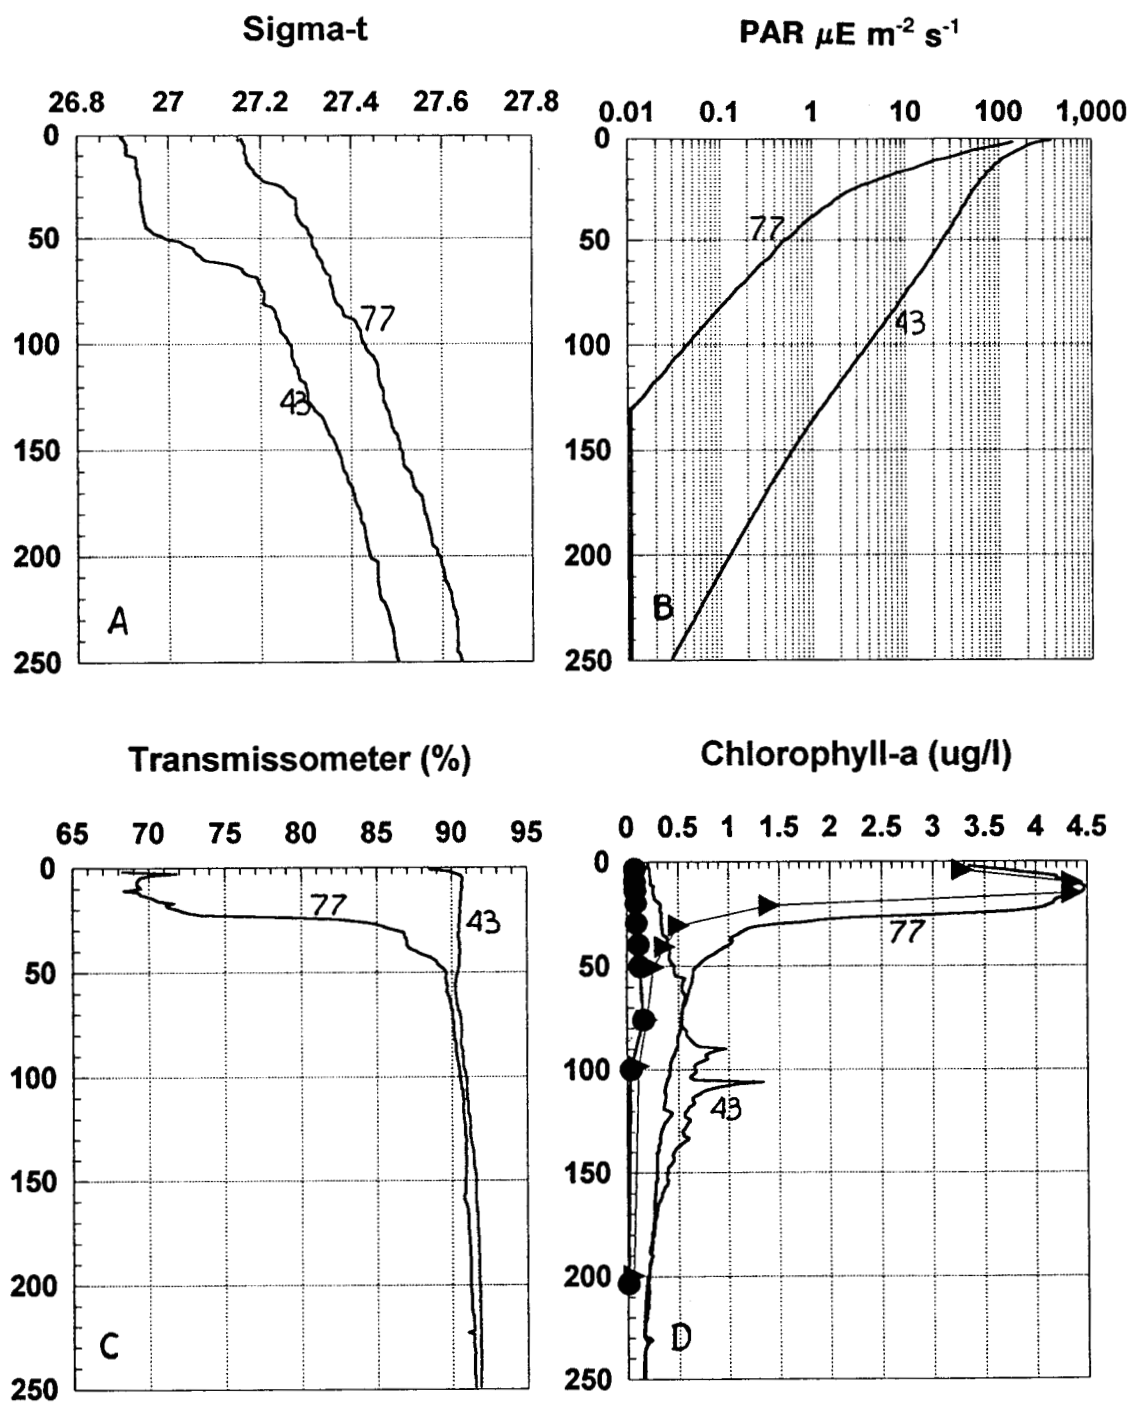 Sigma-t
26.8 27 27.2 27.4 27.6 27.8
0
50
100
150
200
250
77
43
A
PAR μE m⁻² s⁻¹
0.01 0.1 1 10 100 1,000
0
50
100
150
200
250
77
43
B
Transmissometer (%)
65 70 75 80 85 90 95
0
50
100
150
200
250
77
43
C
Chlorophyll-a (ug/l)
0 0.5 1 1.5 2 2.5 3 3.5 4 4.5
0
50
100
150
200
250
77
43
D